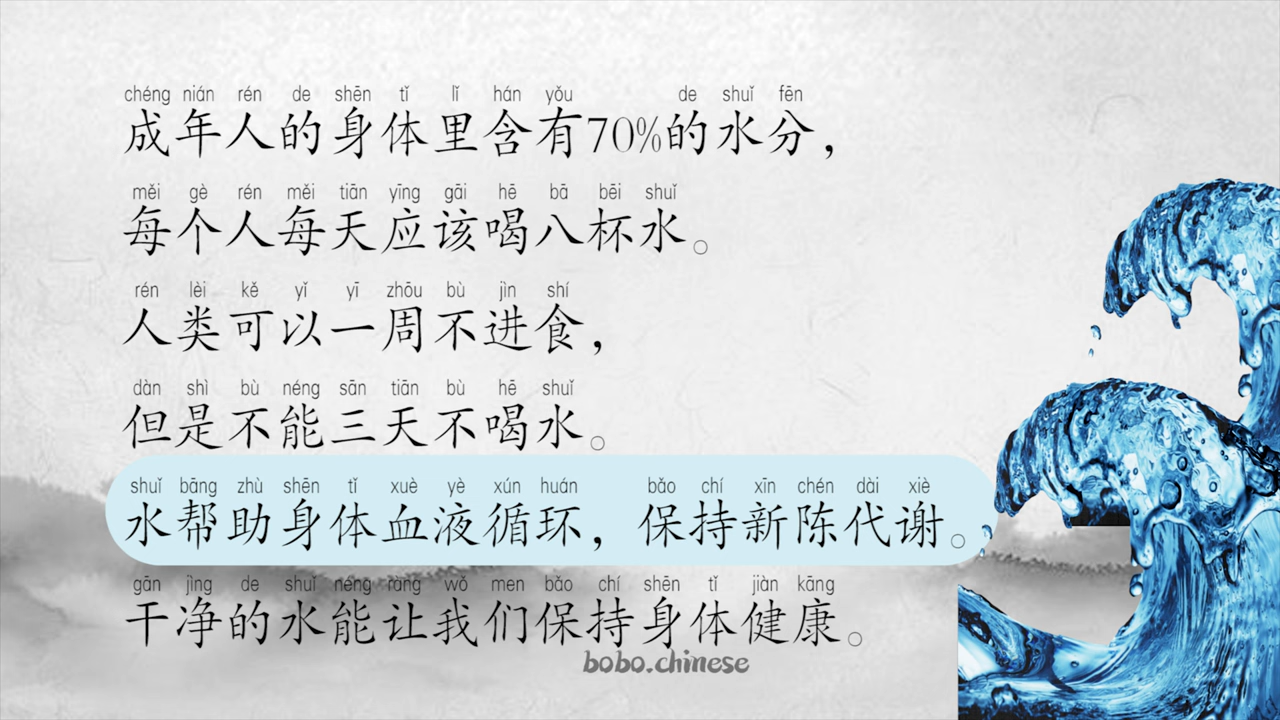 chéng nián rén de shēn tǐ lǐ hán yǒu de shuǐ fēn
成年人的身体里含有70%的水分，
měi gè rén měi tiān yīng gāi hē bā bēi shuǐ
每个人每天应该喝八杯水。
rén lèi kě yǐ yī zhōu bù jìn shí
人类可以一周不进食，
dàn shì bù néng sān tiān bù hē shuǐ
但是不能三天不喝水。
shuǐ bāng zhù shēn tǐ xuè yè xún huán bǎo chí xīn chén dài xiè
水帮助身体血液循环，保持新陈代谢。
gān jìng de shuǐ néng ràng wǒ men bǎo chí shēn tǐ jiàn kāng
干净的水能让我们保持身体健康。
bobo.chinese